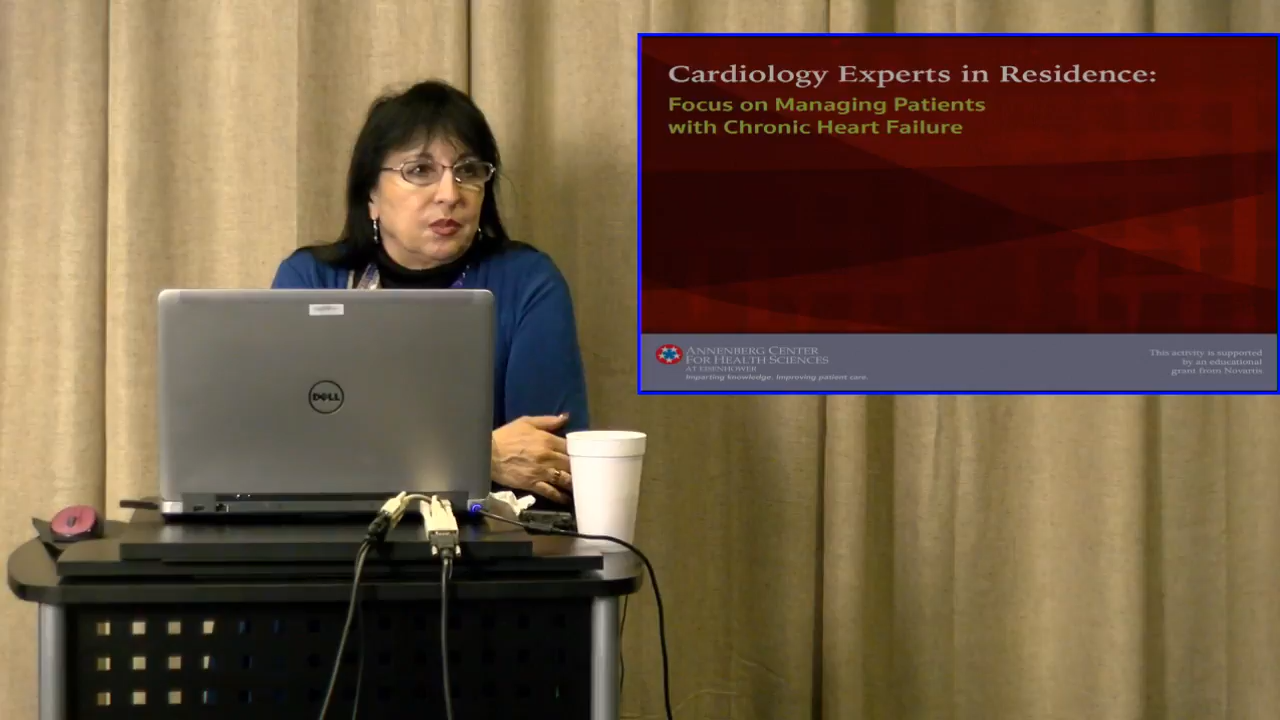 Cardiology Experts in Residence:
Focus on Managing Patients
with Chronic Heart Failure
ANNENBERG CENTER
FOR HEALTH SCIENCES
AT EISENHOWER
Imparting knowledge. Improving patient care.
This activity is supported
by an educational
grant from Novartis
DELL